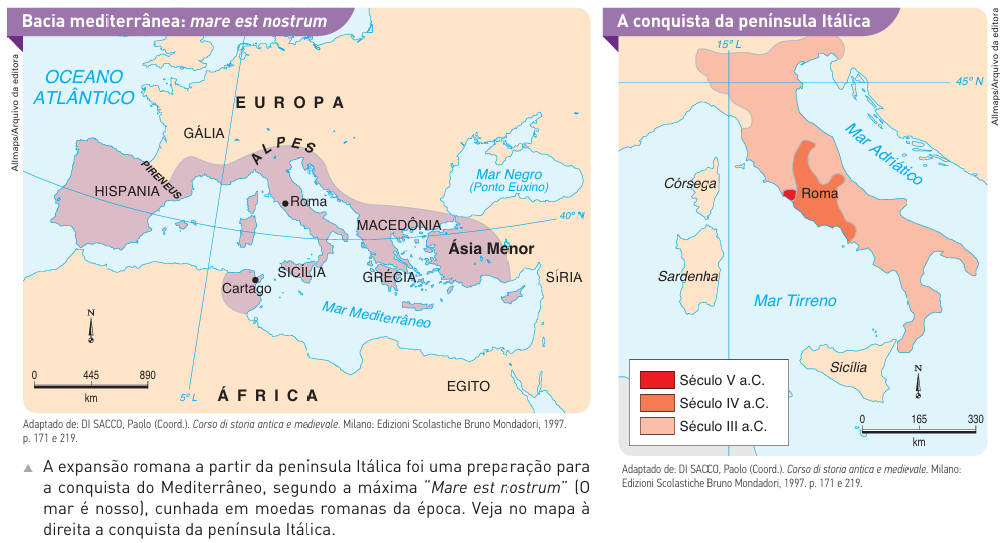 Bacia mediterrânea: mare est nostrum
Allmaps/Arquivo da editora
OCEANO
ATLÂNTICO
EUROPA
GÁLIA
ALPES
PIRENEUS
HISPANIA
Roma
Mar Negro
(Ponto Euxino)
40º N
MACEDÔNIA
Ásia Menor
SICÍLIA
GRÉCIA
SÍRIA
Cartago
Mar Mediterrâneo
N
0 445 890
km
5º L
ÁFRICA
EGITO
Adaptado de: DI SACCO, Paolo (Coord.). Corso di storia antica e medievale. Milano: Edizioni Scolastiche Bruno Mondadori, 1997.
p. 171 e 219.
A expansão romana a partir da península Itálica foi uma preparação para
a conquista do Mediterrâneo, segundo a máxima “Mare est nostrum” (O
mar é nosso), cunhada em moedas romanas da época. Veja no mapa à
direita a conquista da península Itálica.
A conquista da península Itálica
Allmaps/Arquivo da editora
15º L
45º N
Mar Adriático
Córsega
Roma
Sardenha
Mar Tirreno
Sicília
Século V a.C.
Século IV a.C.
Século III a.C.
N
0 165 330
km
Adaptado de: DI SACCO, Paolo (Coord.). Corso di storia antica e medievale. Milano:
Edizioni Scolastiche Bruno Mondadori, 1997. p. 171 e 219.